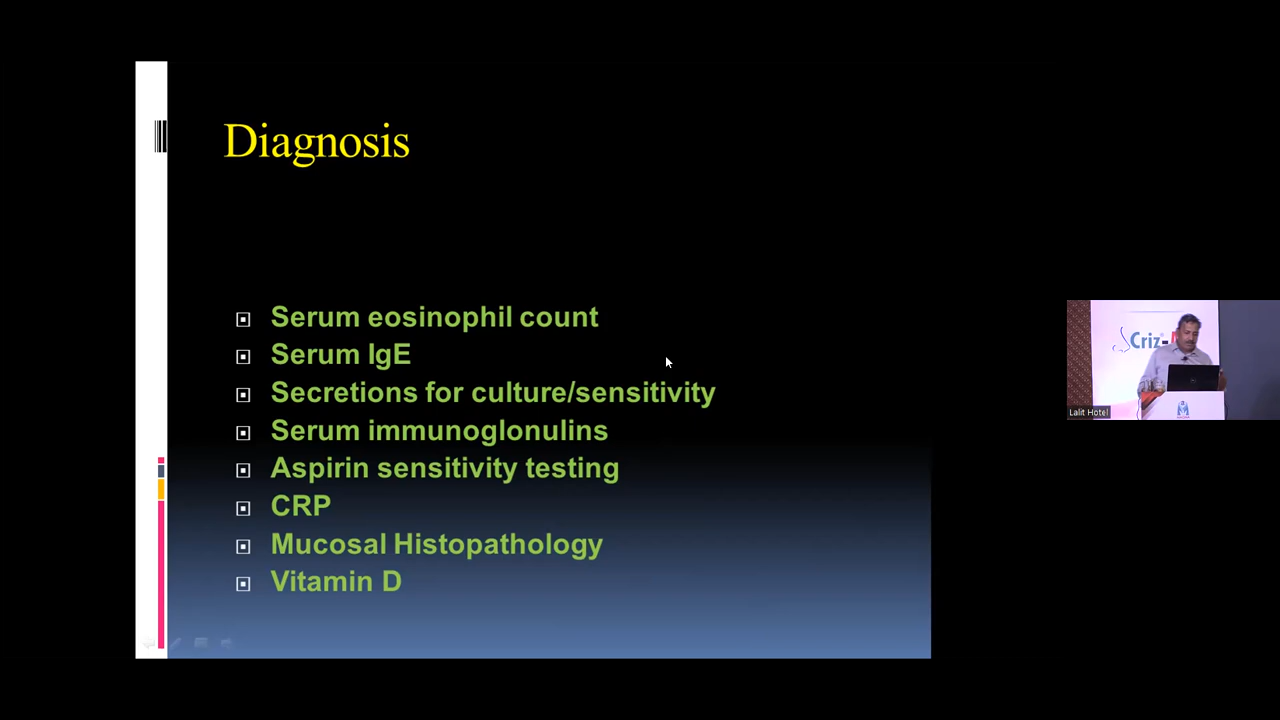 Diagnosis
Serum eosinophil count
Serum IgE
Secretions for culture/sensitivity
Serum immunoglonulins
Aspirin sensitivity testing
CRP
Mucosal Histopathology
Vitamin D
Criz-
Lalit Hotel